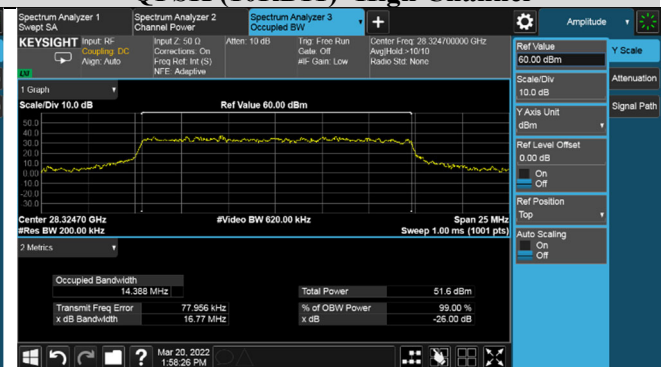 Spectrum Analyzer 1
Swept SA
Spectrum Analyzer 2
Channel Power
Spectrum Analyzer 3
Occupied BW
+
Amplitude
KEYSIGHT
Input: RF
Coupling: DC
Align: Auto
Input Z: 50 Ω
Corrections: On
Freq Ref: Int (S)
NFE: Adaptive
Atten: 10 dB
Trig: Free Run
Gate: Off
#IF Gain: Low
Center Freq: 28.324700000 GHz
Avg|Hold:>10/10
Radio Std: None
Ref Value
60.00 dBm
Y Scale
Scale/Div
10.0 dB
Attenuation
Y Axis Unit
dBm
Signal Path
Ref Level Offset
0.00 dB
On
Off
Ref Position
Top
Auto Scaling
On
Off
1 Graph
Scale/Div 10.0 dB
Ref Value 60.00 dBm
50.0
40.0
30.0
20.0
10.0
0.00
-10.0
-20.0
-30.0
Center 28.32470 GHz
#Video BW 620.00 kHz
Span 25 MHz
#Res BW 200.00 kHz
Sweep 1.00 ms (1001 pts)
2 Metrics
Occupied Bandwidth
14.388 MHz
Total Power
51.6 dBm
Transmit Freq Error
77.956 kHz
% of OBW Power
99.00 %
x dB Bandwidth
16.77 MHz
x dB
-26.00 dB
?
Mar 20, 2022
1:58:26 PM